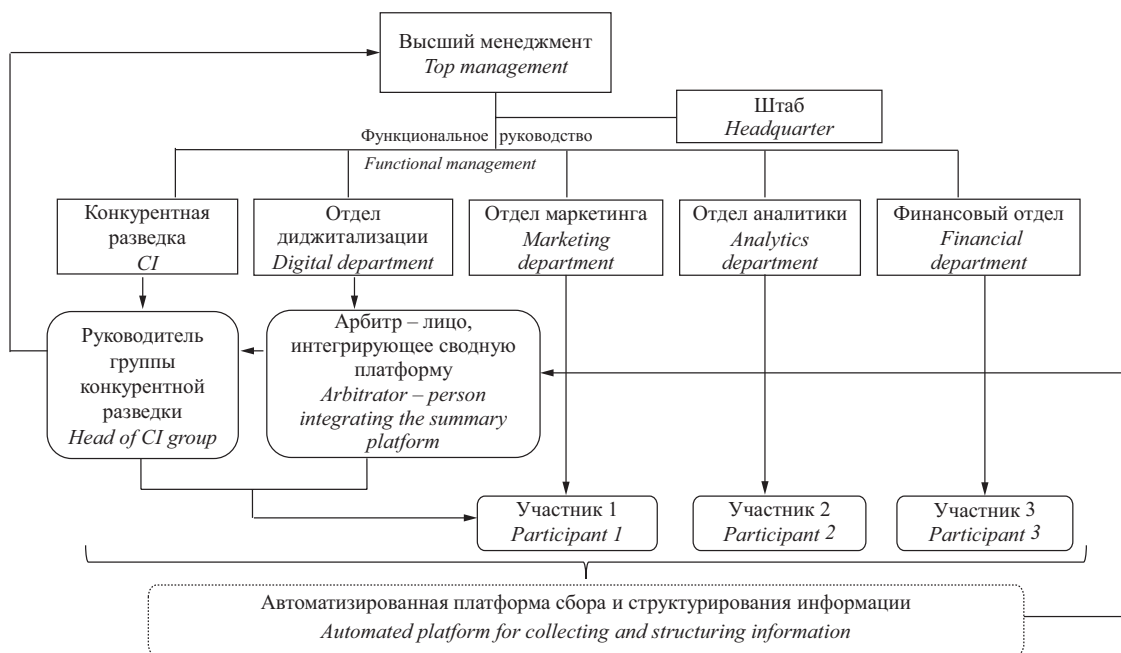 Высший менеджмент
Top management
Штаб
Headquarter
Функциональное руководство
Functional management
Конкурентная
разведка
CI
Отдел
диджитализации
Digital department
Отдел маркетинга
Marketing
department
Отдел аналитики
Analytics
department
Финансовый отдел
Financial
department
Руководитель
группы
конкурентной
разведки
Head of CI group
Арбитр – лицо,
интегрирующее сводную
платформу
Arbitrator – person
integrating the summary
platform
Участник 1
Participant 1
Участник 2
Participant 2
Участник 3
Participant 3
Автоматизированная платформа сбора и структурирования информации
Automated platform for collecting and structuring information